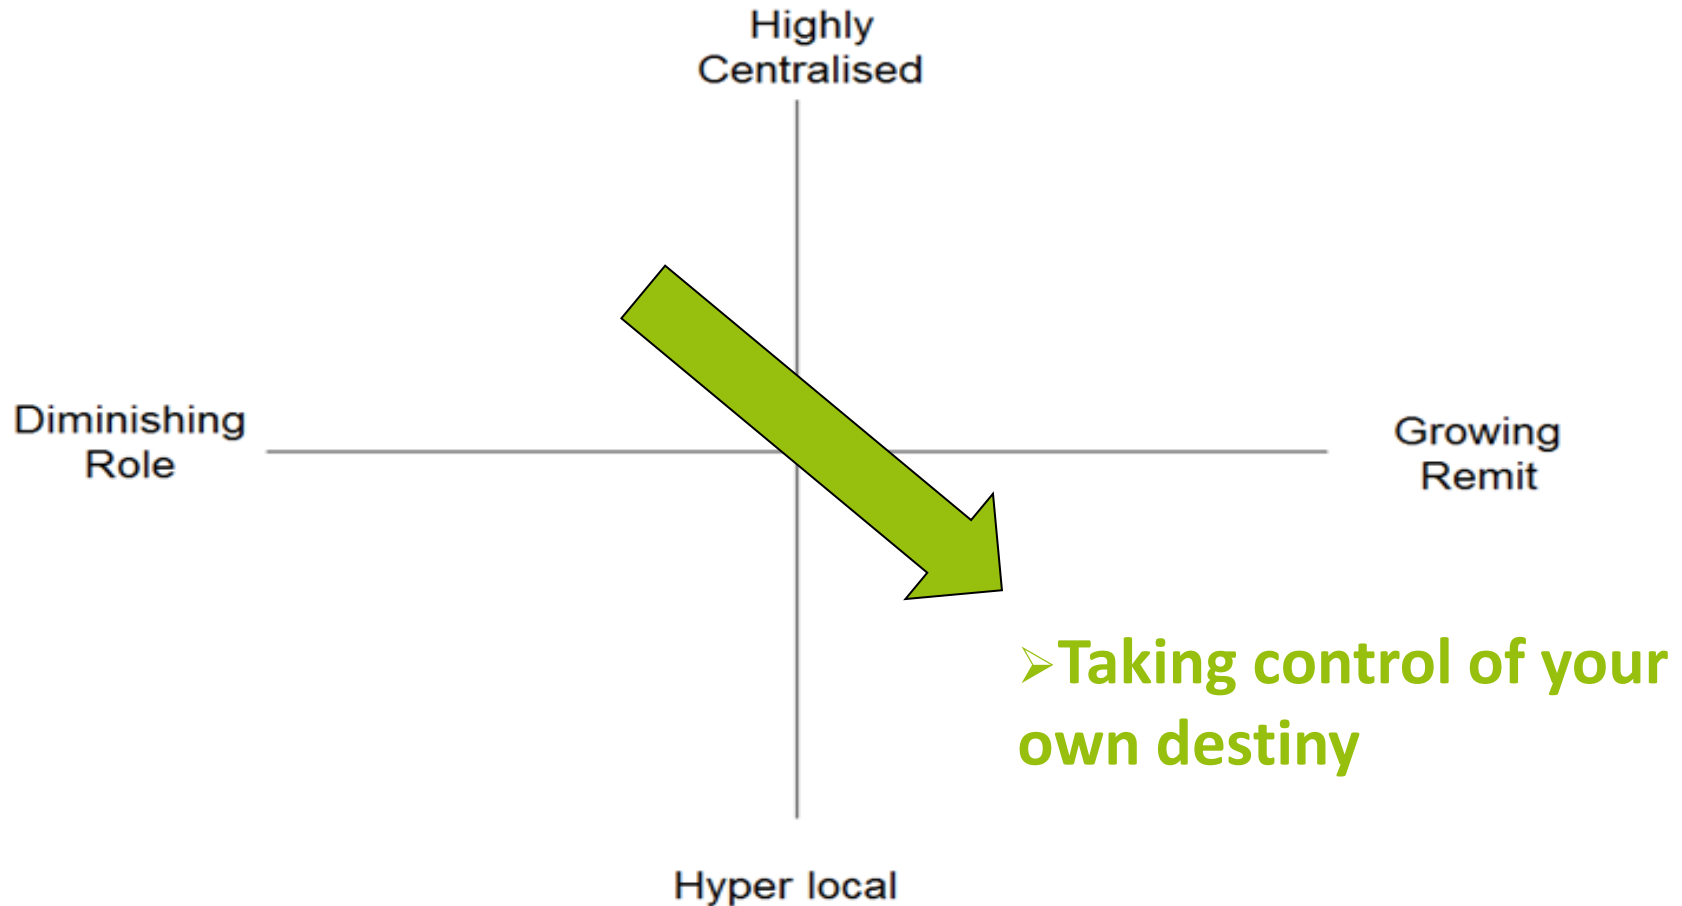 Highly
Centralised
Diminishing
Role
Growing
Remit
➢Taking control of your
own destiny
Hyper local